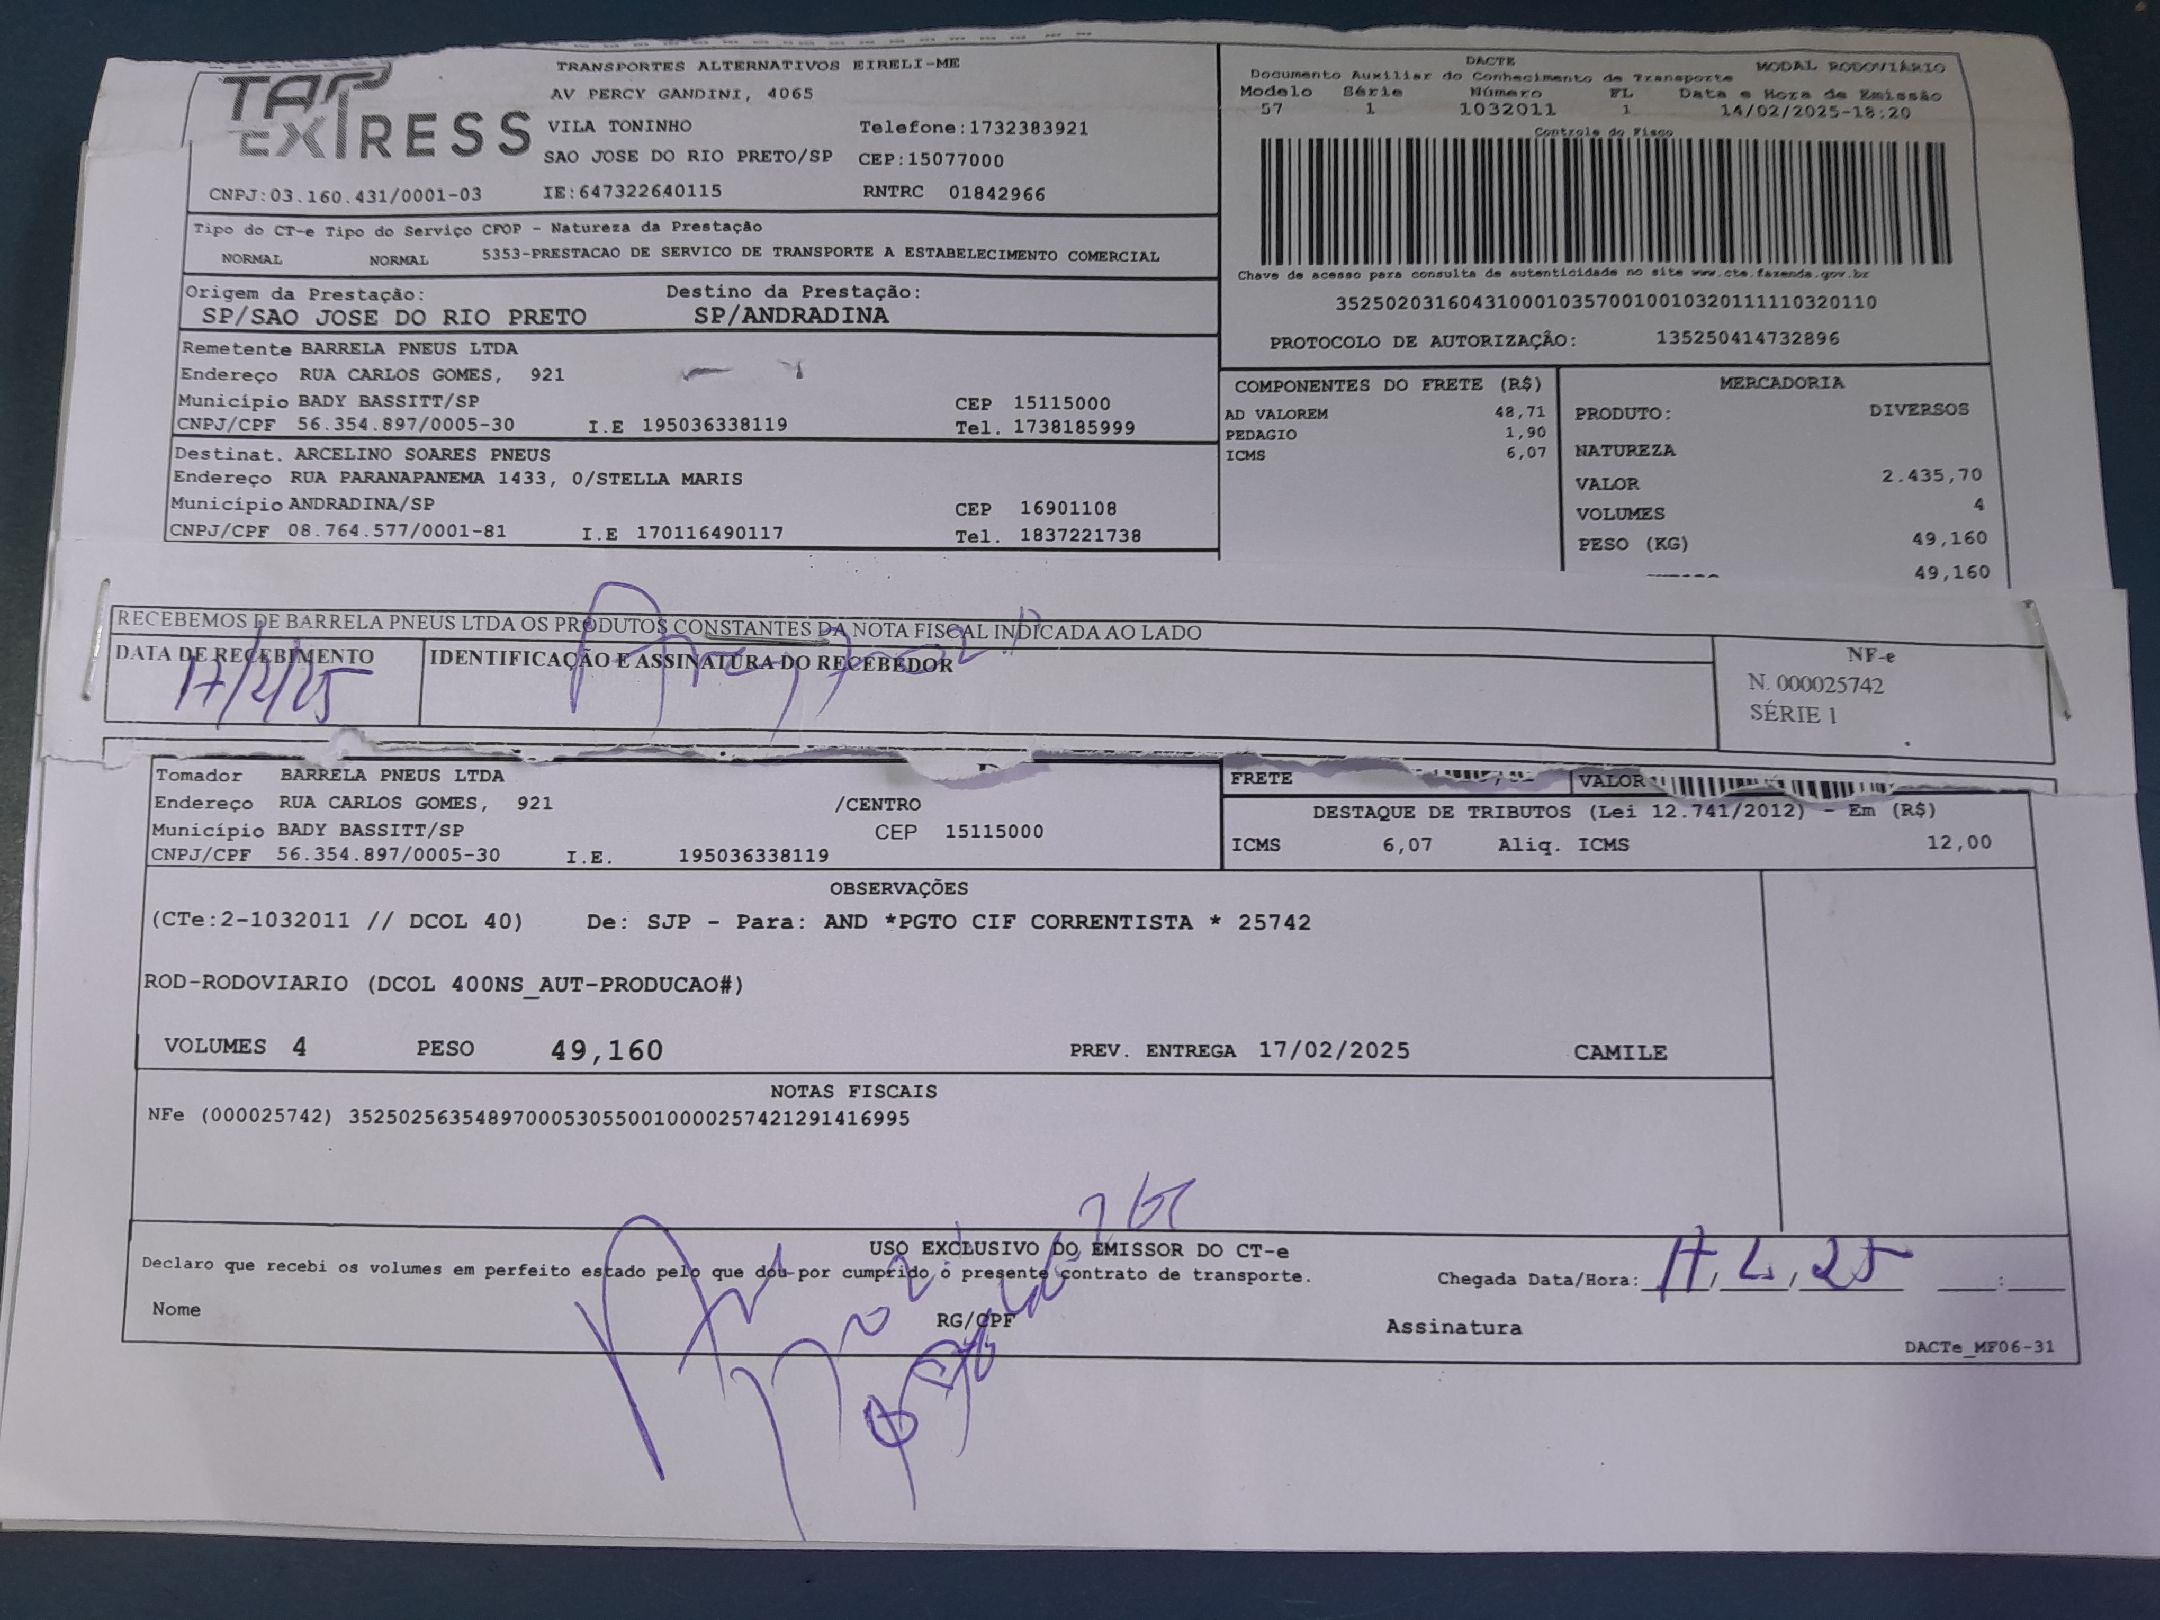 TAP EXPRESS
TRANSPORTES ALTERNATIVOS EIRELI-ME
AV PERCY GANDINI, 4065
VILA TONINHO Telefone:1732383921
SAO JOSE DO RIO PRETO/SP CEP:15077000
CNPJ:03.160.431/0001-03 IE:647322640115 RNTRC 01842966
DACTE MODAL RODOVIÁRIO
Documento Auxiliar do Conhecimento de Transporte
Modelo Série Número FL Data e Hora de Emissão
57 1 1032011 1 14/02/2025-18:20
Controle do Fisco
Chave de acesso para consulta de autenticidade no site www.cte.fazenda.gov.br
35250203160431000103570010010320111110320110
PROTOCOLO DE AUTORIZAÇÃO: 135250414732896
Tipo do CT-e Tipo do Serviço CFOP - Natureza da Prestação
NORMAL NORMAL 5353-PRESTACAO DE SERVICO DE TRANSPORTE A ESTABELECIMENTO COMERCIAL
Origem da Prestação: Destino da Prestação:
SP/SAO JOSE DO RIO PRETO SP/ANDRADINA
Remetente BARRELA PNEUS LTDA
Endereço RUA CARLOS GOMES, 921
Município BADY BASSITT/SP CEP 15115000
CNPJ/CPF 56.354.897/0005-30 I.E 195036338119 Tel. 1738185999
Destinat. ARCELINO SOARES PNEUS
Endereço RUA PARANAPANEMA 1433, 0/STELLA MARIS
Município ANDRADINA/SP CEP 16901108
CNPJ/CPF 08.764.577/0001-81 I.E 170116490117 Tel. 1837221738
COMPONENTES DO FRETE (R$)
AD VALOREM 48,71
PEDAGIO 1,90
ICMS 6,07
MERCADORIA
PRODUTO: DIVERSOS
NATUREZA
VALOR 2.435,70
VOLUMES 4
PESO (KG) 49,160
49,160
RECEBEMOS DE BARRELA PNEUS LTDA OS PRODUTOS CONSTANTES DA NOTA FISCAL INDICADA AO LADO
DATA DE RECEBIMENTO IDENTIFICAÇÃO E ASSINATURA DO RECEBEDOR
17/2/25
NF-e
N. 000025742
SÉRIE 1
Tomador BARRELA PNEUS LTDA
Endereço RUA CARLOS GOMES, 921 /CENTRO
Município BADY BASSITT/SP CEP 15115000
CNPJ/CPF 56.354.897/0005-30 I.E. 195036338119
FRETE VALOR
DESTAQUE DE TRIBUTOS (Lei 12.741/2012) - Em (R$)
ICMS 6,07 Aliq. ICMS 12,00
OBSERVAÇÕES
(CTe:2-1032011 // DCOL 40) De: SJP - Para: AND *PGTO CIF CORRENTISTA * 25742
ROD-RODOVIARIO (DCOL 400NS_AUT-PRODUCAO#)
VOLUMES 4 PESO 49,160 PREV. ENTREGA 17/02/2025 CAMILE
NOTAS FISCAIS
NFe (000025742) 35250256354897000530550010000257421291416995
USO EXCLUSIVO DO EMISSOR DO CT-e
Declaro que recebi os volumes em perfeito estado pelo que dou por cumprido o presente contrato de transporte. Chegada Data/Hora: 17/2/25 :
Nome RG/CPF Assinatura
DACTe_MF06-31